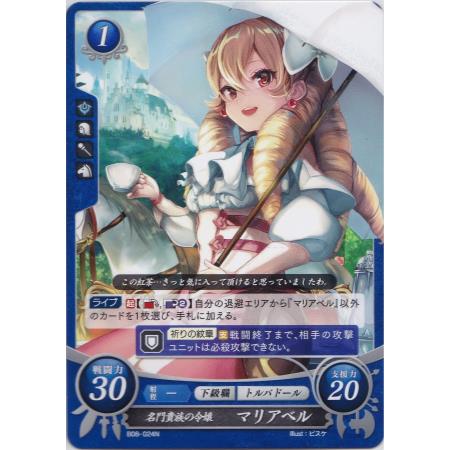 1
この紅茶…きっと気に入って頂けると思っていましたわ。
ライブ 起【 】自分の退避エリアから『マリアベル』以外
のカードを1枚選び、手札に加える。
祈りの紋章 支 戦闘終了まで、相手の攻撃
ユニットは必殺攻撃できない。
戦闘力
30
射程 ー
下級職
トルバドール
支援力
20
名門貴族の令嬢 マリアベル
B06-024N
Illust:ビスケ